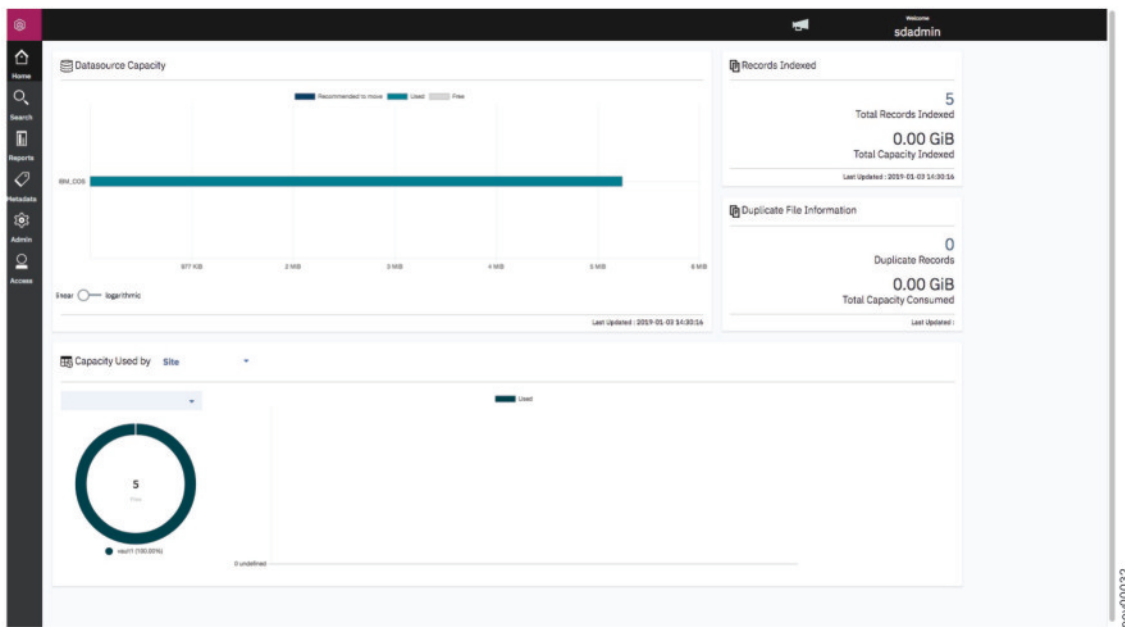 Welcome
sdadmin
Home
Search
Reports
Metadata
Admin
Access
Datasource Capacity
Recommended to move Used Free
IBM_COS
977 KiB 2 MiB 3 MiB 4 MiB 5 MiB 6 MiB
linear logarithmic
Last Updated : 2019-01-03 14:30:16
Records Indexed
5
Total Records Indexed
0.00 GiB
Total Capacity Indexed
Last Updated : 2019-01-03 14:30:16
Duplicate File Information
0
Duplicate Records
0.00 GiB
Total Capacity Consumed
Last Updated :
Capacity Used by Site
5
Files
vault1 (100.00%)
Used
0 undefined